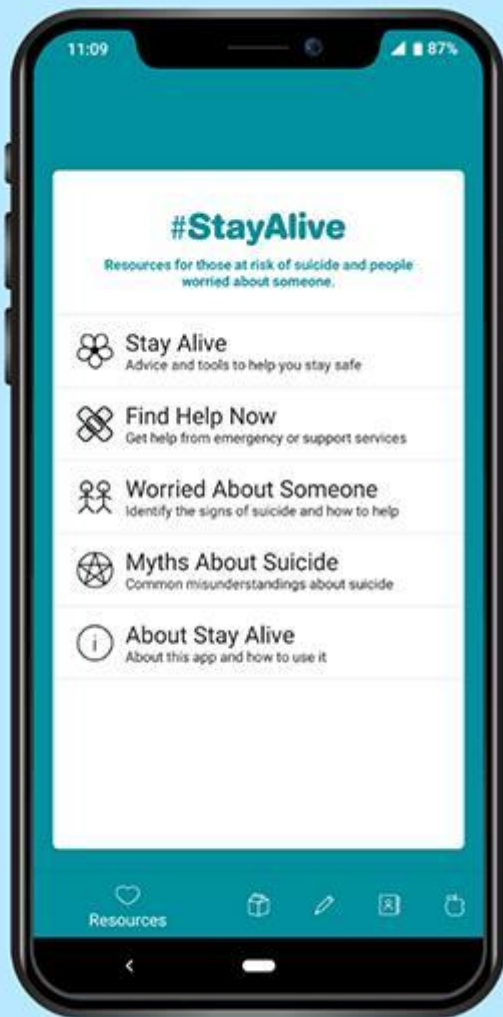 11:09
87%
#StayAlive
Resources for those at risk of suicide and people
worried about someone.
Stay Alive
Advice and tools to help you stay safe
Find Help Now
Get help from emergency or support services
Worried About Someone
Identify the signs of suicide and how to help
Myths About Suicide
Common misunderstandings about suicide
i
About Stay Alive
About this app and how to use it
Resources